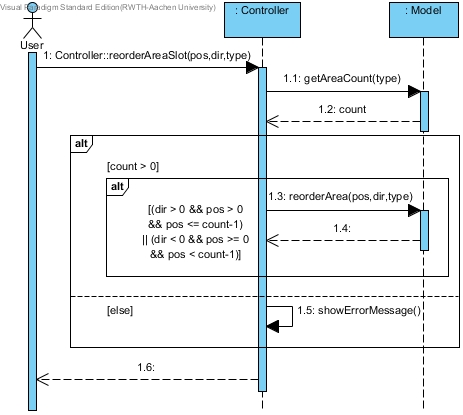 Visual Paradigm Standard Edition(RWTH-Aachen University)
: Controller
: Model
User
1: Controller::reorderAreaSlot(pos,dir,type)
1.1: getAreaCount(type)
1.2: count
alt
[count > 0]
alt
1.3: reorderArea(pos,dir,type)
[(dir > 0 && pos > 0
&& pos <= count-1)
|| (dir < 0 && pos >= 0
&& pos < count-1)]
1.4:
[else]
1.5: showErrorMessage()
1.6: